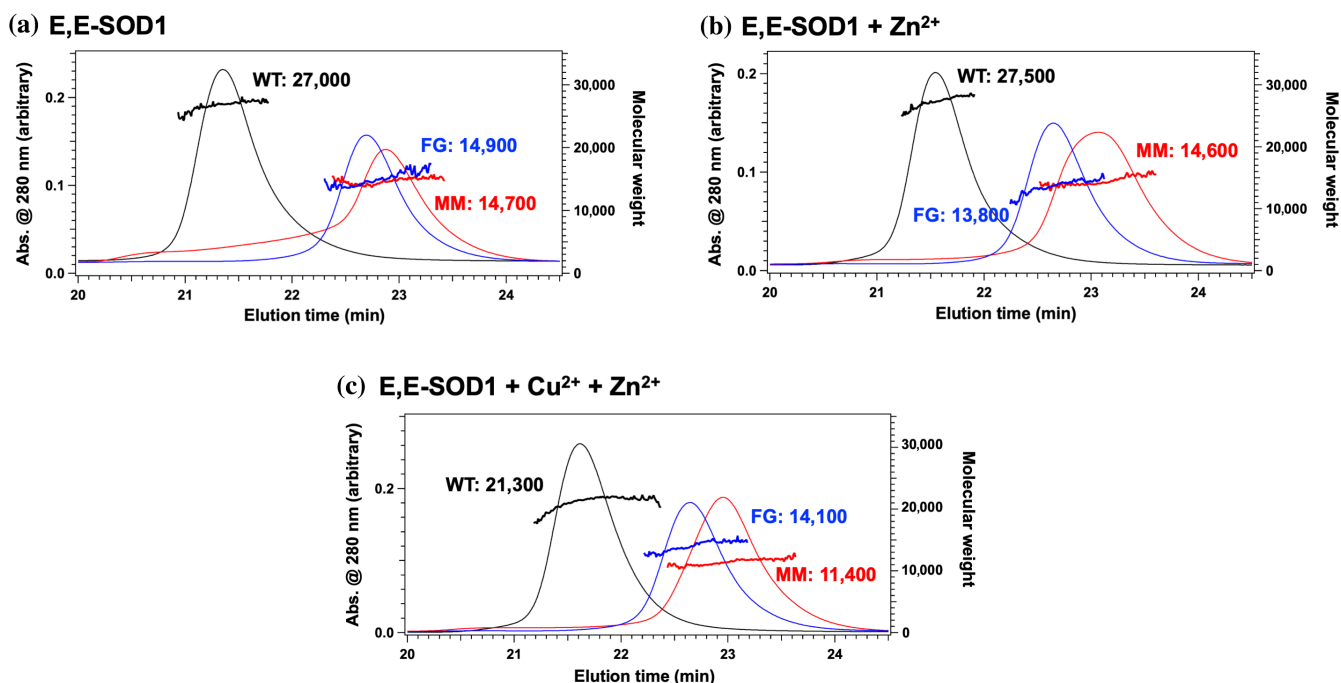 (a) E,E-SOD1
Abs. @ 280 nm (arbitrary)
0.2
0.1
0.0
WT: 27,000
FG: 14,900
MM: 14,700
30,000
20,000
10,000
0
Molecular weight
20 21 22 23 24
Elution time (min)
(b) E,E-SOD1 + Zn²⁺
Abs. @ 280 nm (arbitrary)
0.2
0.1
0.0
WT: 27,500
MM: 14,600
FG: 13,800
30,000
20,000
10,000
0
Molecular weight
20 21 22 23 24
Elution time (min)
(c) E,E-SOD1 + Cu²⁺ + Zn²⁺
Abs. @ 280 nm (arbitrary)
0.2
0.0
WT: 21,300
FG: 14,100
MM: 11,400
30,000
20,000
10,000
0
Molecular weight
20 21 22 23 24
Elution time (min)